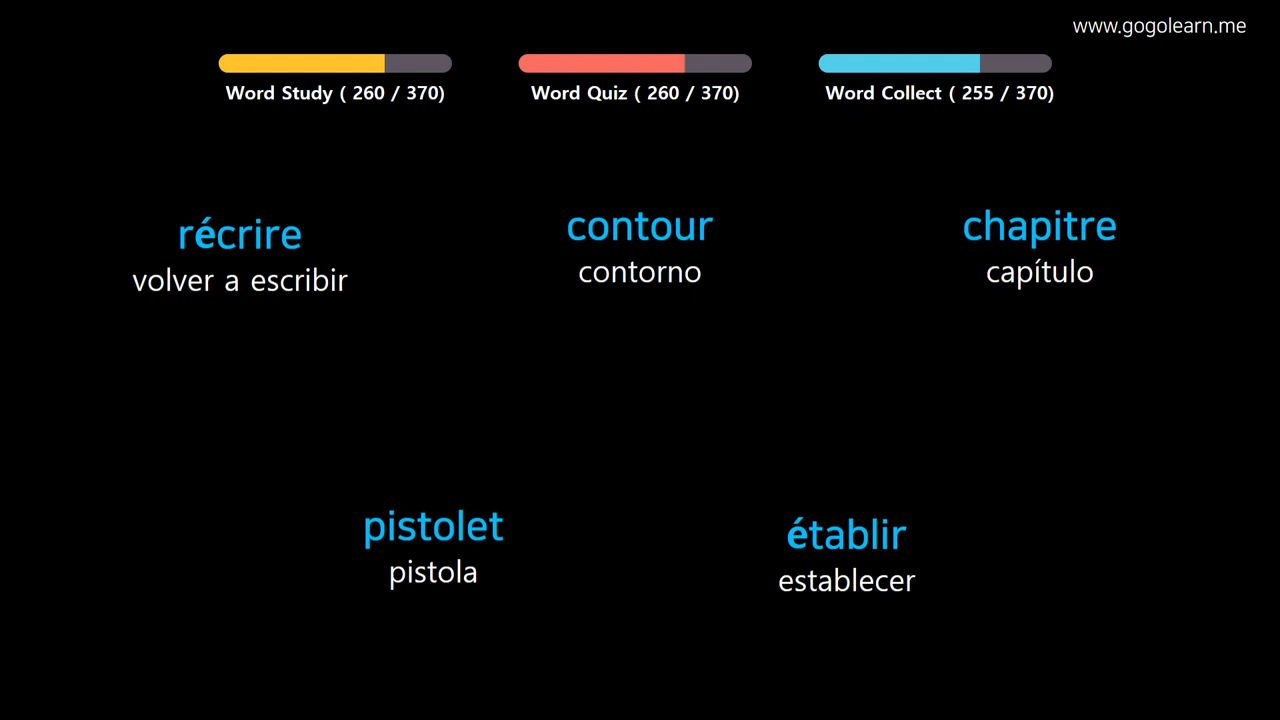 www.gogolearn.me
Word Study ( 260 / 370)
Word Quiz ( 260 / 370)
Word Collect ( 255 / 370)
récrire
volver a escribir
contour
contorno
chapitre
capítulo
pistolet
pistola
établir
establecer